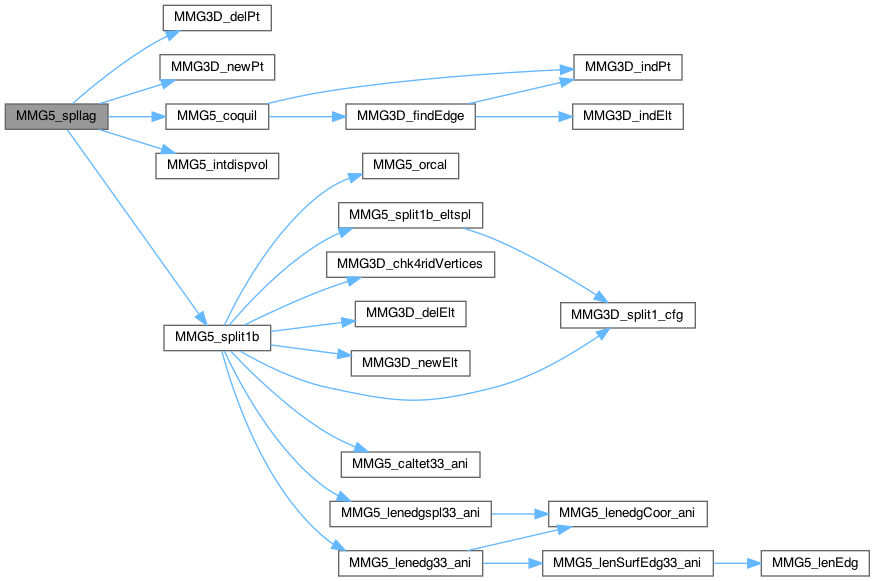 MMG3D_delPt
MMG3D_newPt
MMG3D_indPt
MMG5_spllag
MMG5_coquil
MMG3D_findEdge
MMG3D_indElt
MMG5_intdispvol
MMG5_orcal
MMG5_split1b_eltspl
MMG3D_chk4ridVertices
MMG3D_delElt
MMG3D_split1_cfg
MMG5_split1b
MMG3D_newElt
MMG5_caltet33_ani
MMG5_lenedgspl33_ani
MMG5_lenedgCoor_ani
MMG5_lenedg33_ani
MMG5_lenSurfEdg33_ani
MMG5_lenEdg